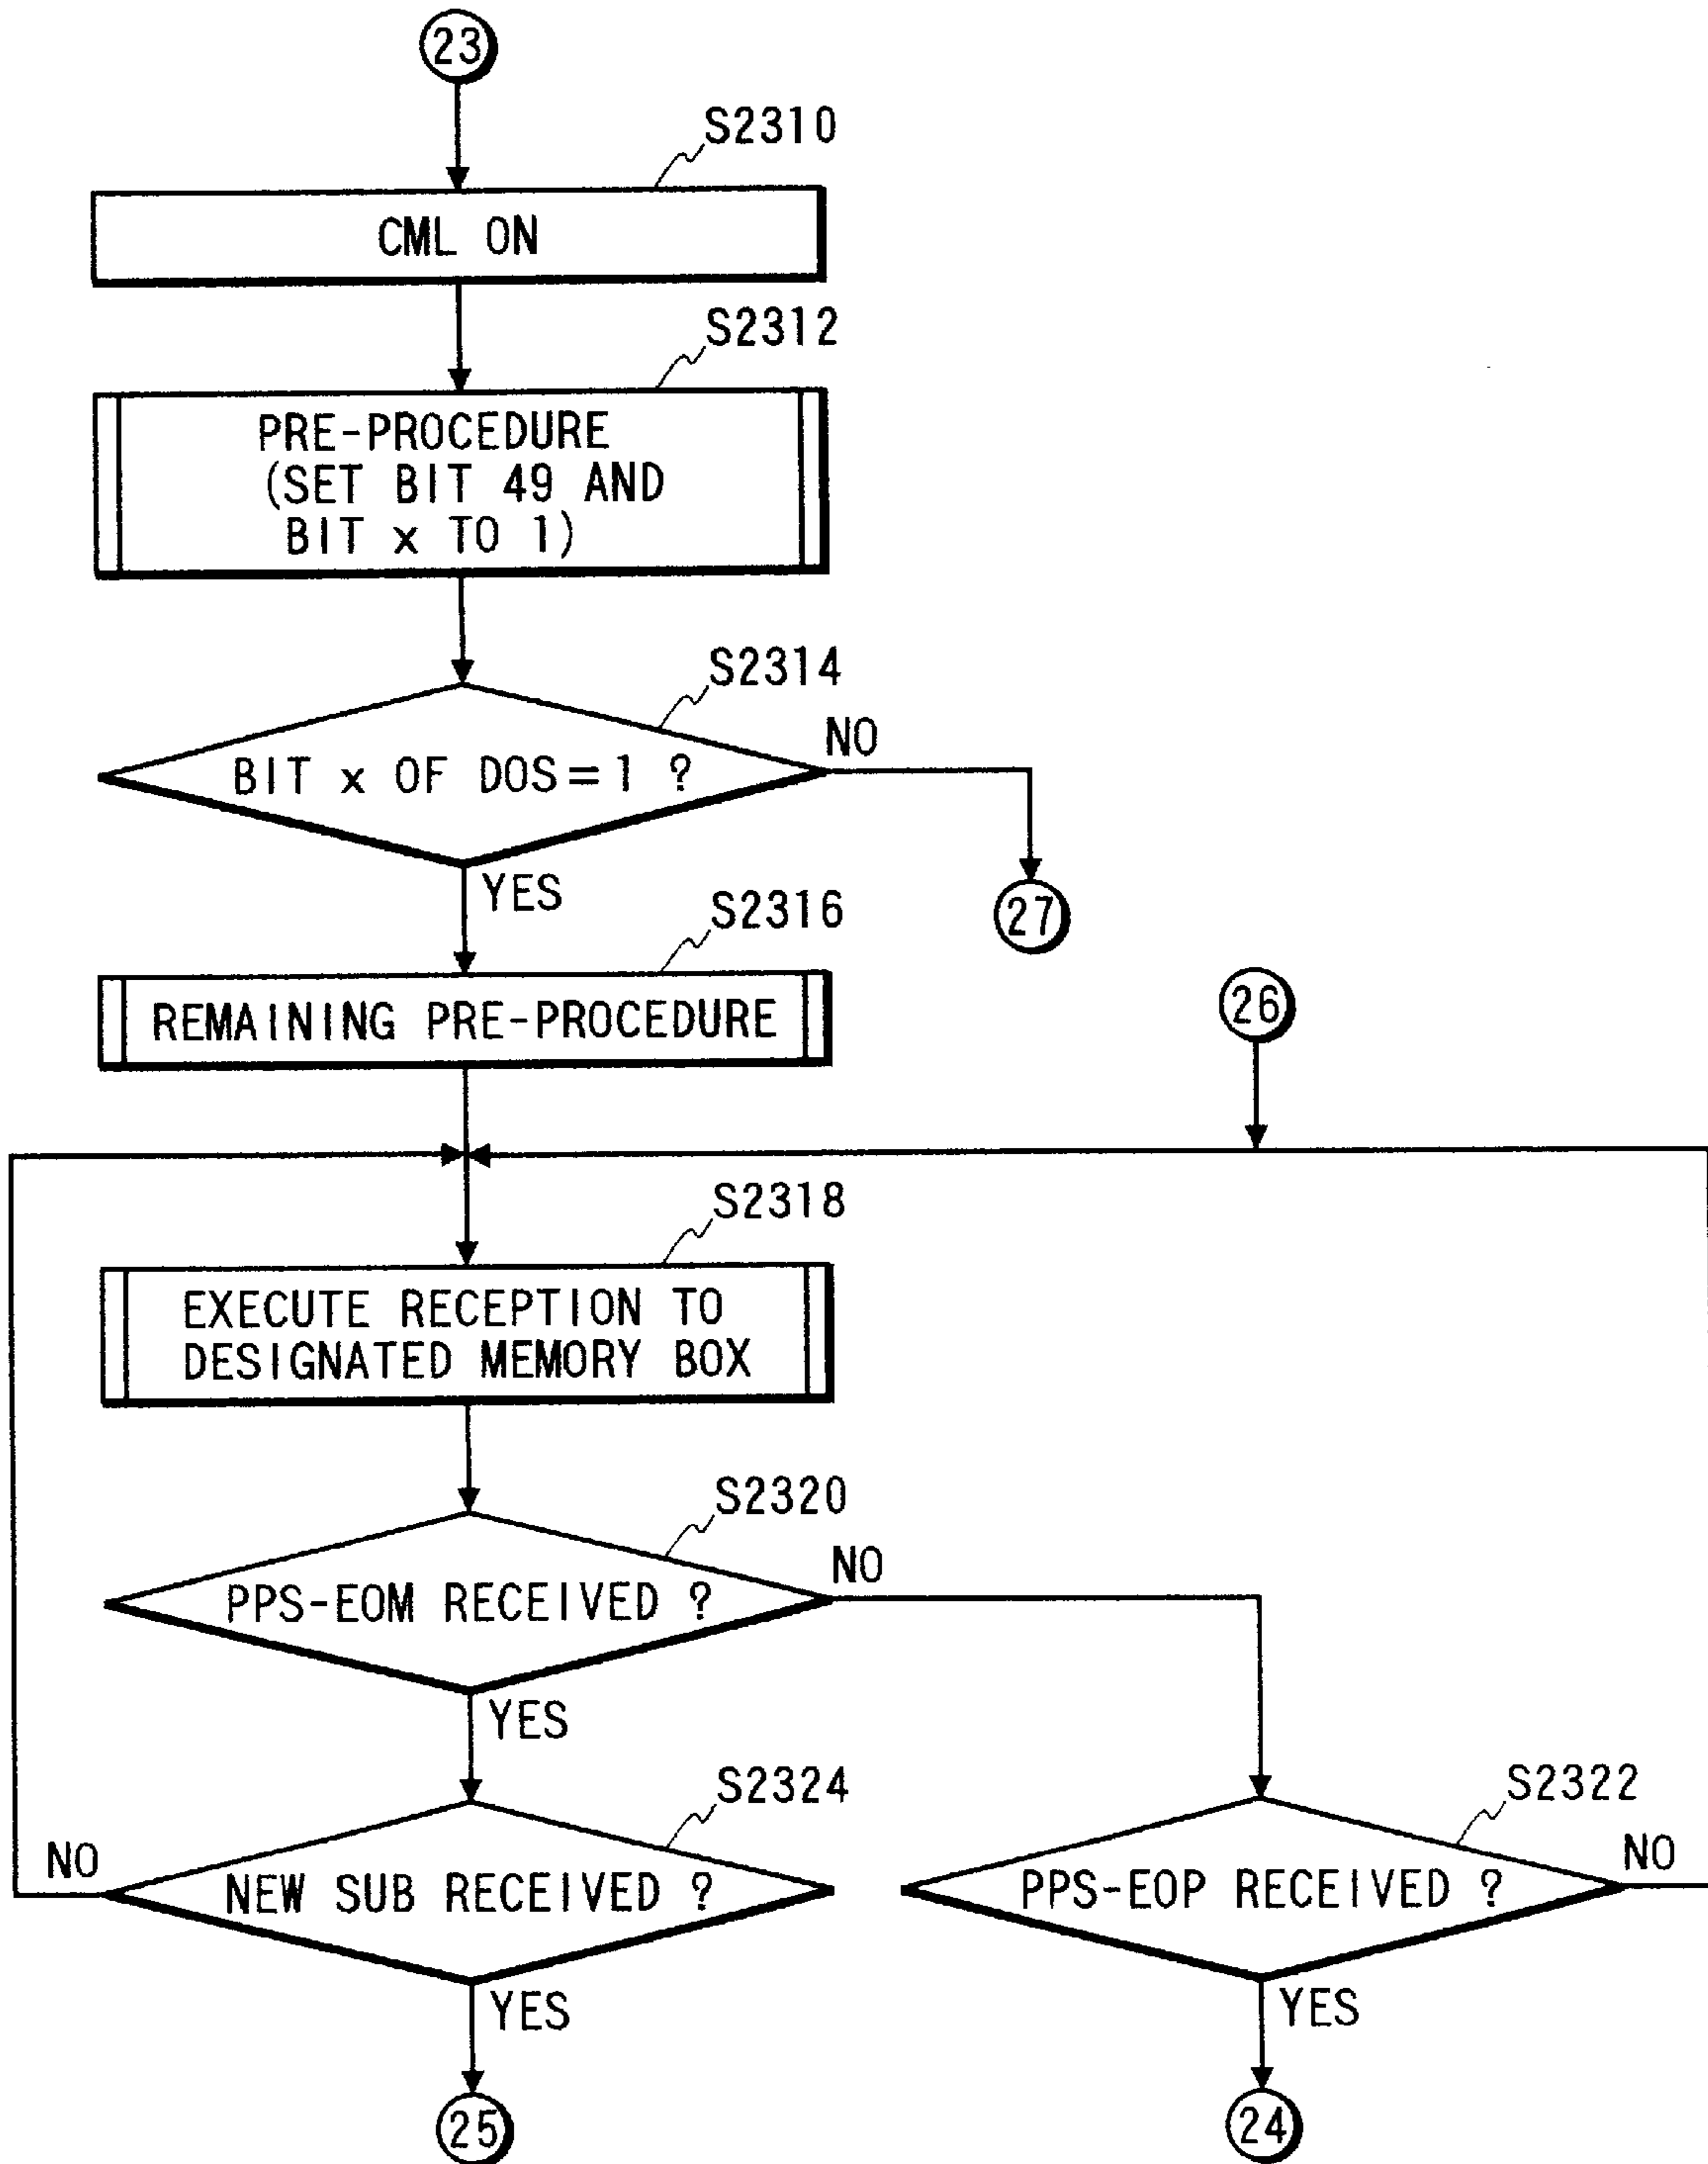 23
S2310
CML ON
S2312
PRE-PROCEDURE
(SET BIT 49 AND
BIT x TO 1)
S2314
BIT x OF DOS=1 ?
NO
YES
27
S2316
REMAINING PRE-PROCEDURE
26
S2318
EXECUTE RECEPTION TO
DESIGNATED MEMORY BOX
S2320
PPS-EOM RECEIVED ?
NO
YES
S2324
NEW SUB RECEIVED ?
NO
YES
25
S2322
PPS-EOP RECEIVED ?
NO
YES
24